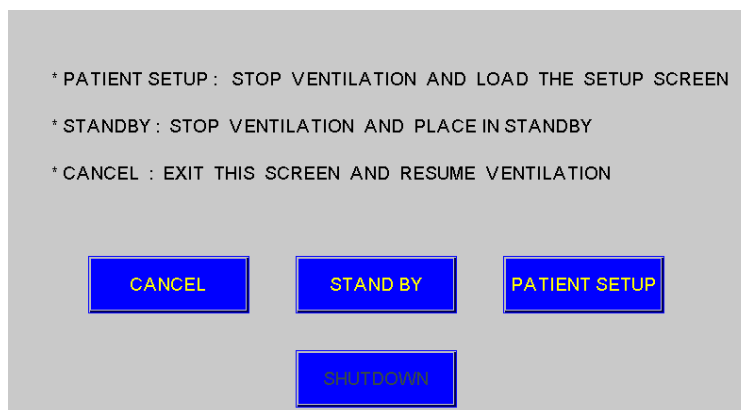 * PATIENT SETUP : STOP VENTILATION AND LOAD THE SETUP SCREEN
* STANDBY : STOP VENTILATION AND PLACE IN STANDBY
* CANCEL : EXIT THIS SCREEN AND RESUME VENTILATION
CANCEL STAND BY PATIENT SETUP
SHUTDOWN